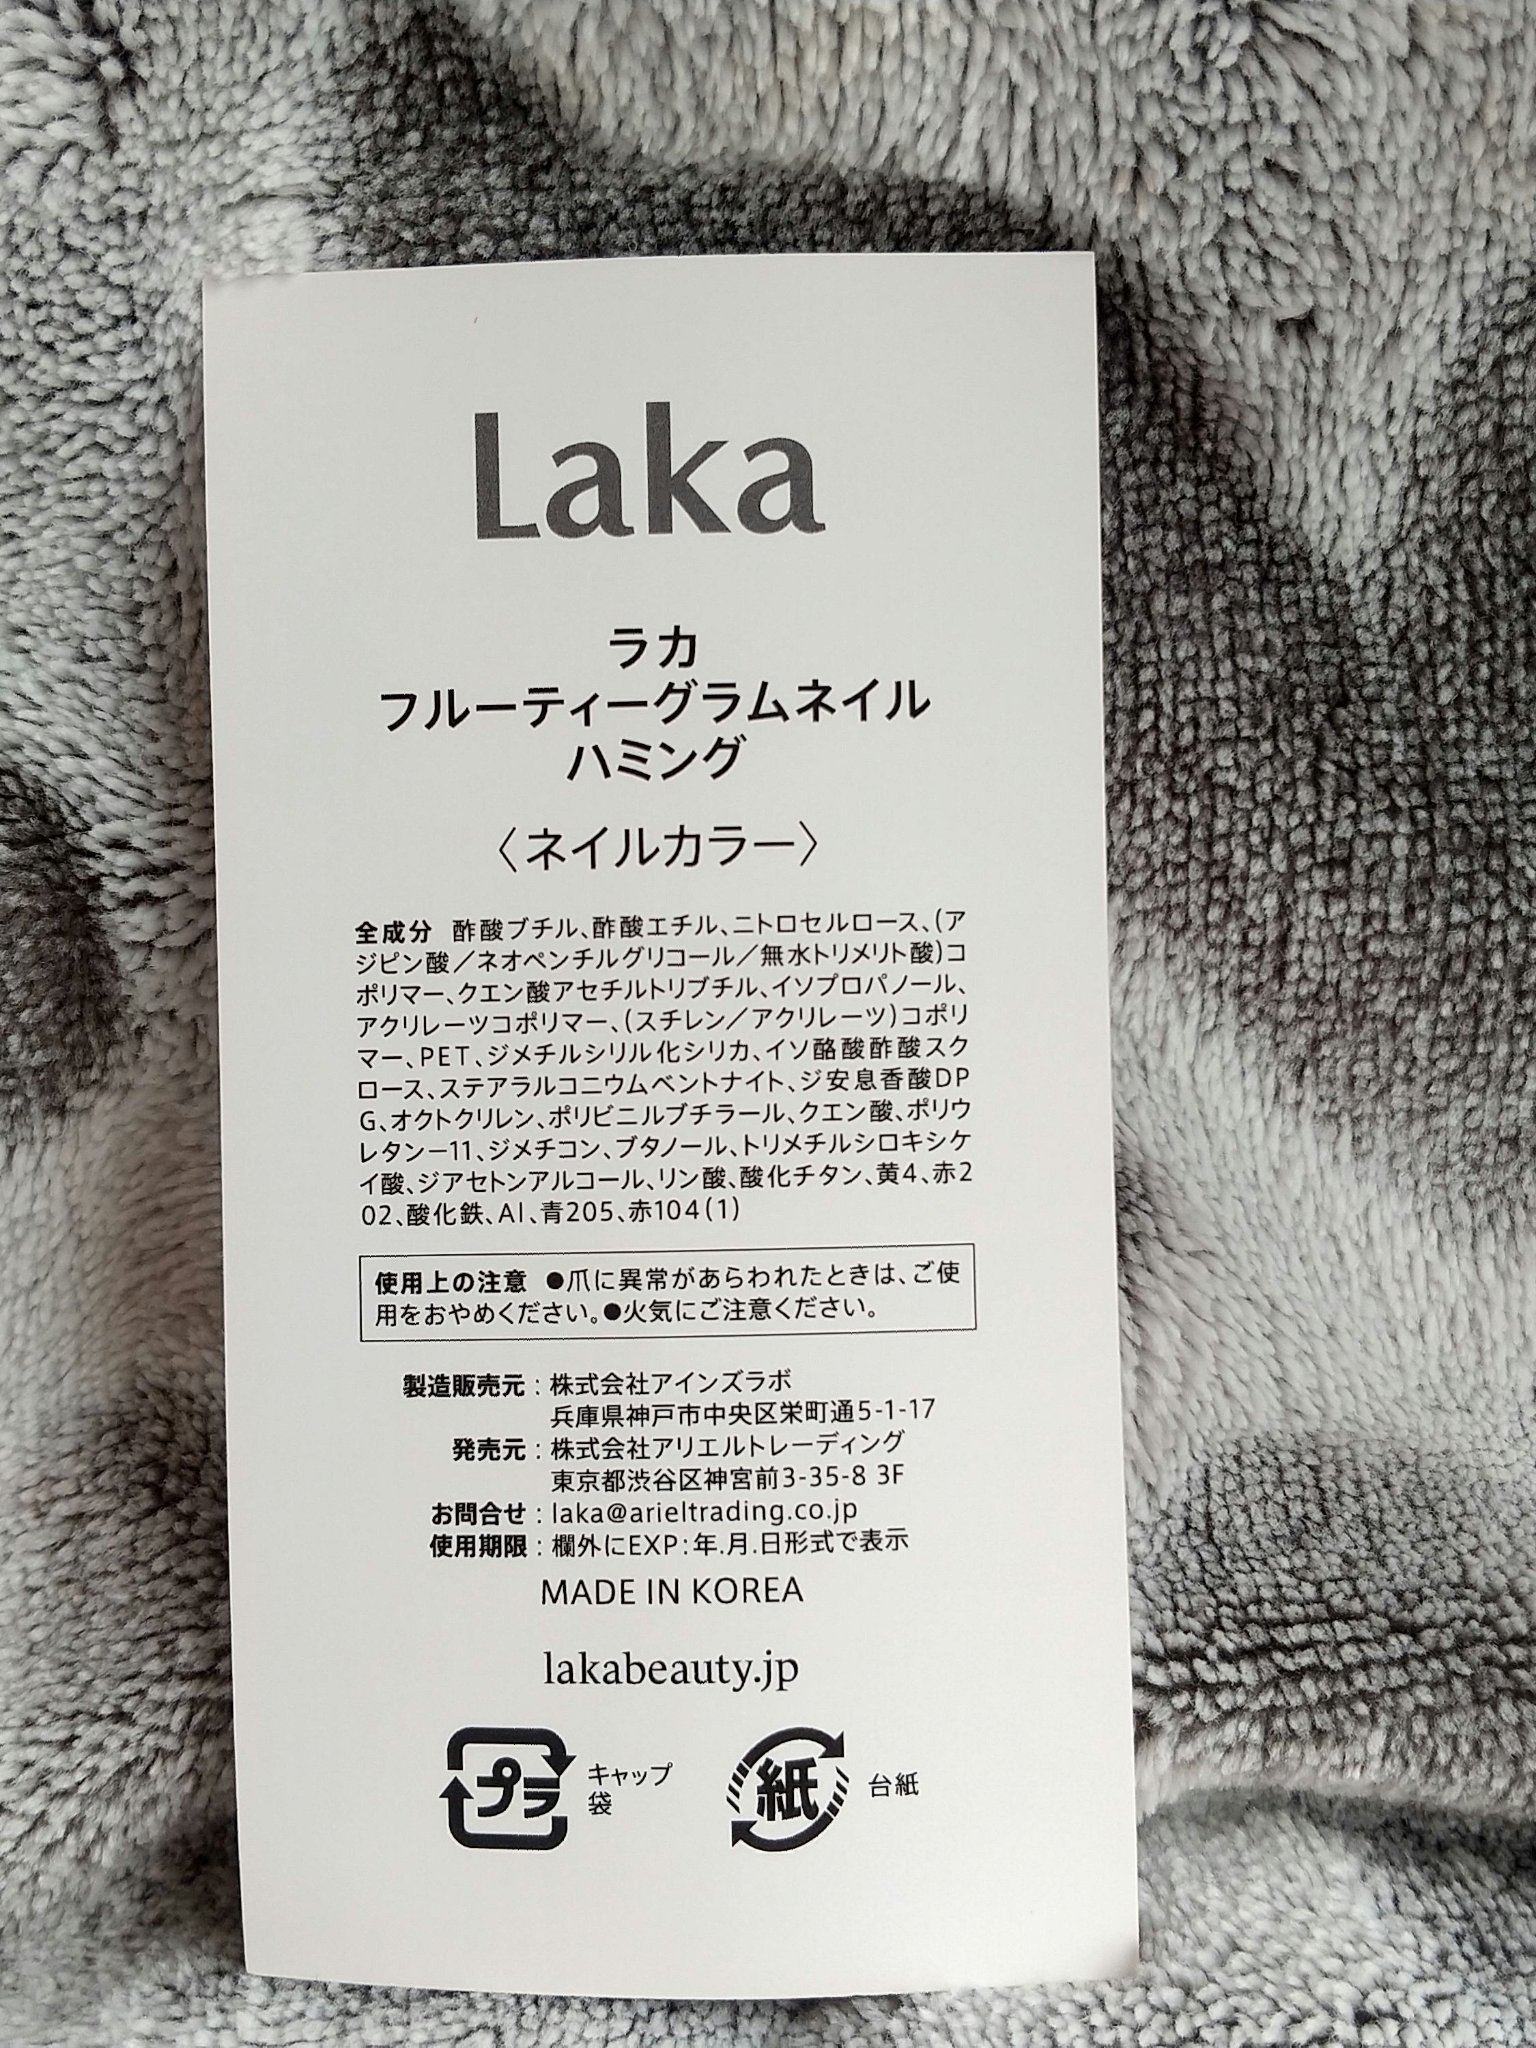 Laka
ラカ
フルーティーグラムネイル
ハミング
〈ネイルカラー〉
全成分 酢酸ブチル、酢酸エチル、ニトロセルロース、(ア
ジピン酸／ネオペンチルグリコール／無水トリメリト酸)コ
ポリマー、クエン酸アセチルトリブチル、イソプロパノール、
アクリレーツコポリマー、(スチレン／アクリレーツ)コポリ
マー、PET、ジメチルシリル化シリカ、イソ酪酸酢酸スク
ロース、ステアラルコニウムベントナイト、ジ安息香酸DP
G、オクトクリレン、ポリビニルブチラール、クエン酸、ポリウ
レタン－11、ジメチコン、ブタノール、トリメチルシロキシケ
イ酸、ジアセトンアルコール、リン酸、酸化チタン、黄4、赤2
02、酸化鉄、Al、青205、赤104(1)
使用上の注意 ●爪に異常があらわれたときは、ご使
用をおやめください。●火気にご注意ください。
製造販売元 : 株式会社アインズラボ
兵庫県神戸市中央区栄町通5-1-17
発売元 : 株式会社アリエルトレーディング
東京都渋谷区神宮前3-35-8 3F
お問合せ : laka@arieltrading.co.jp
使用期限 : 欄外にEXP:年.月.日形式で表示
MADE IN KOREA
lakabeauty.jp
プラ キャップ
袋
紙 台紙